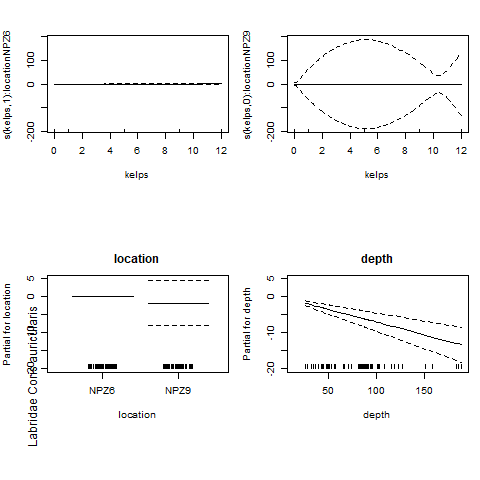 s(kelps,1):locationNPZ6
100
0
-200
0 2 4 6 8 10 12
kelps
s(kelps,0):locationNPZ9
100
0
-200
0 2 4 6 8 10 12
kelps
location
Partial for location
5
0
-10
-20
NPZ6 NPZ9
location
Labridae Coris auricularis
depth
Partial for depth
5
0
-10
-20
50 100 150
depth